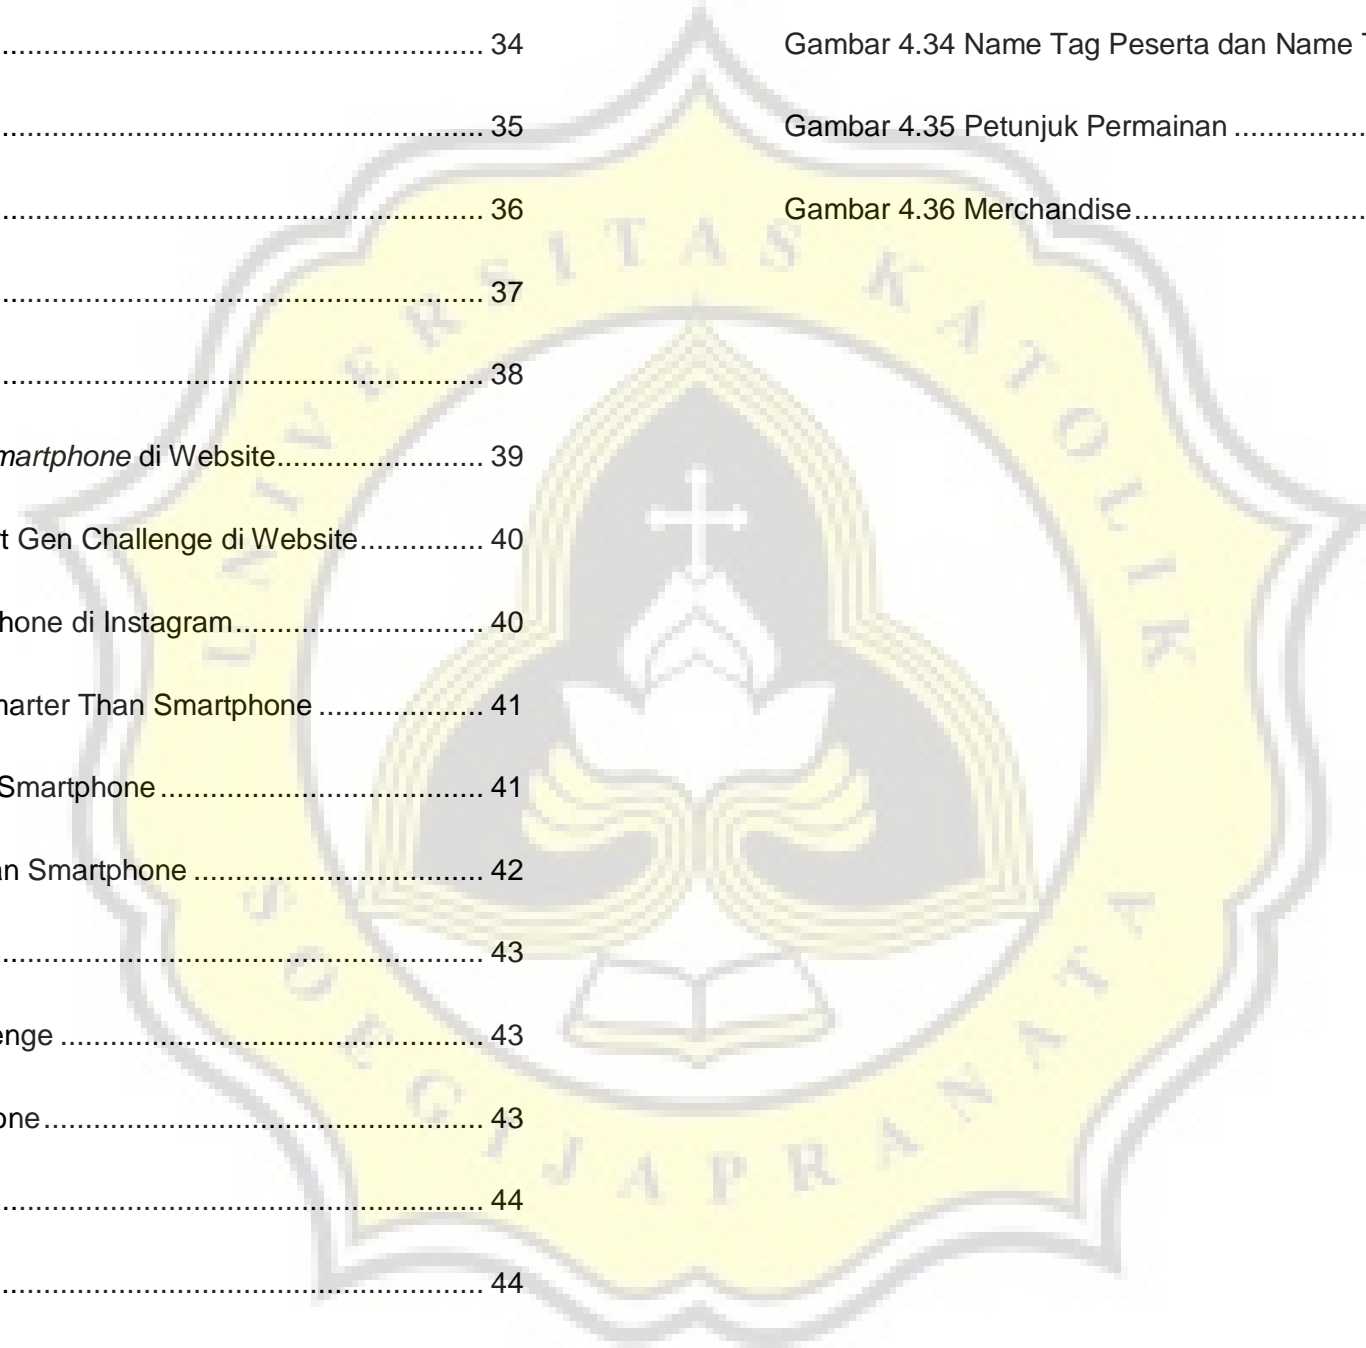 .......................................................... 34
.......................................................... 35
.......................................................... 36
.......................................................... 37
.......................................................... 38
martphone di Website......................... 39
t Gen Challenge di Website............... 40
hone di Instagram.............................. 40
marter Than Smartphone .................... 41
Smartphone ....................................... 41
an Smartphone ................................... 42
.......................................................... 43
enge ................................................... 43
one..................................................... 43
.......................................................... 44
.......................................................... 44
Gambar 4.34 Name Tag Peserta dan Name T
Gambar 4.35 Petunjuk Permainan ................
Gambar 4.36 Merchandise............................
UNIVERSITAS KATOLIK
SOEGIJAPRANATA